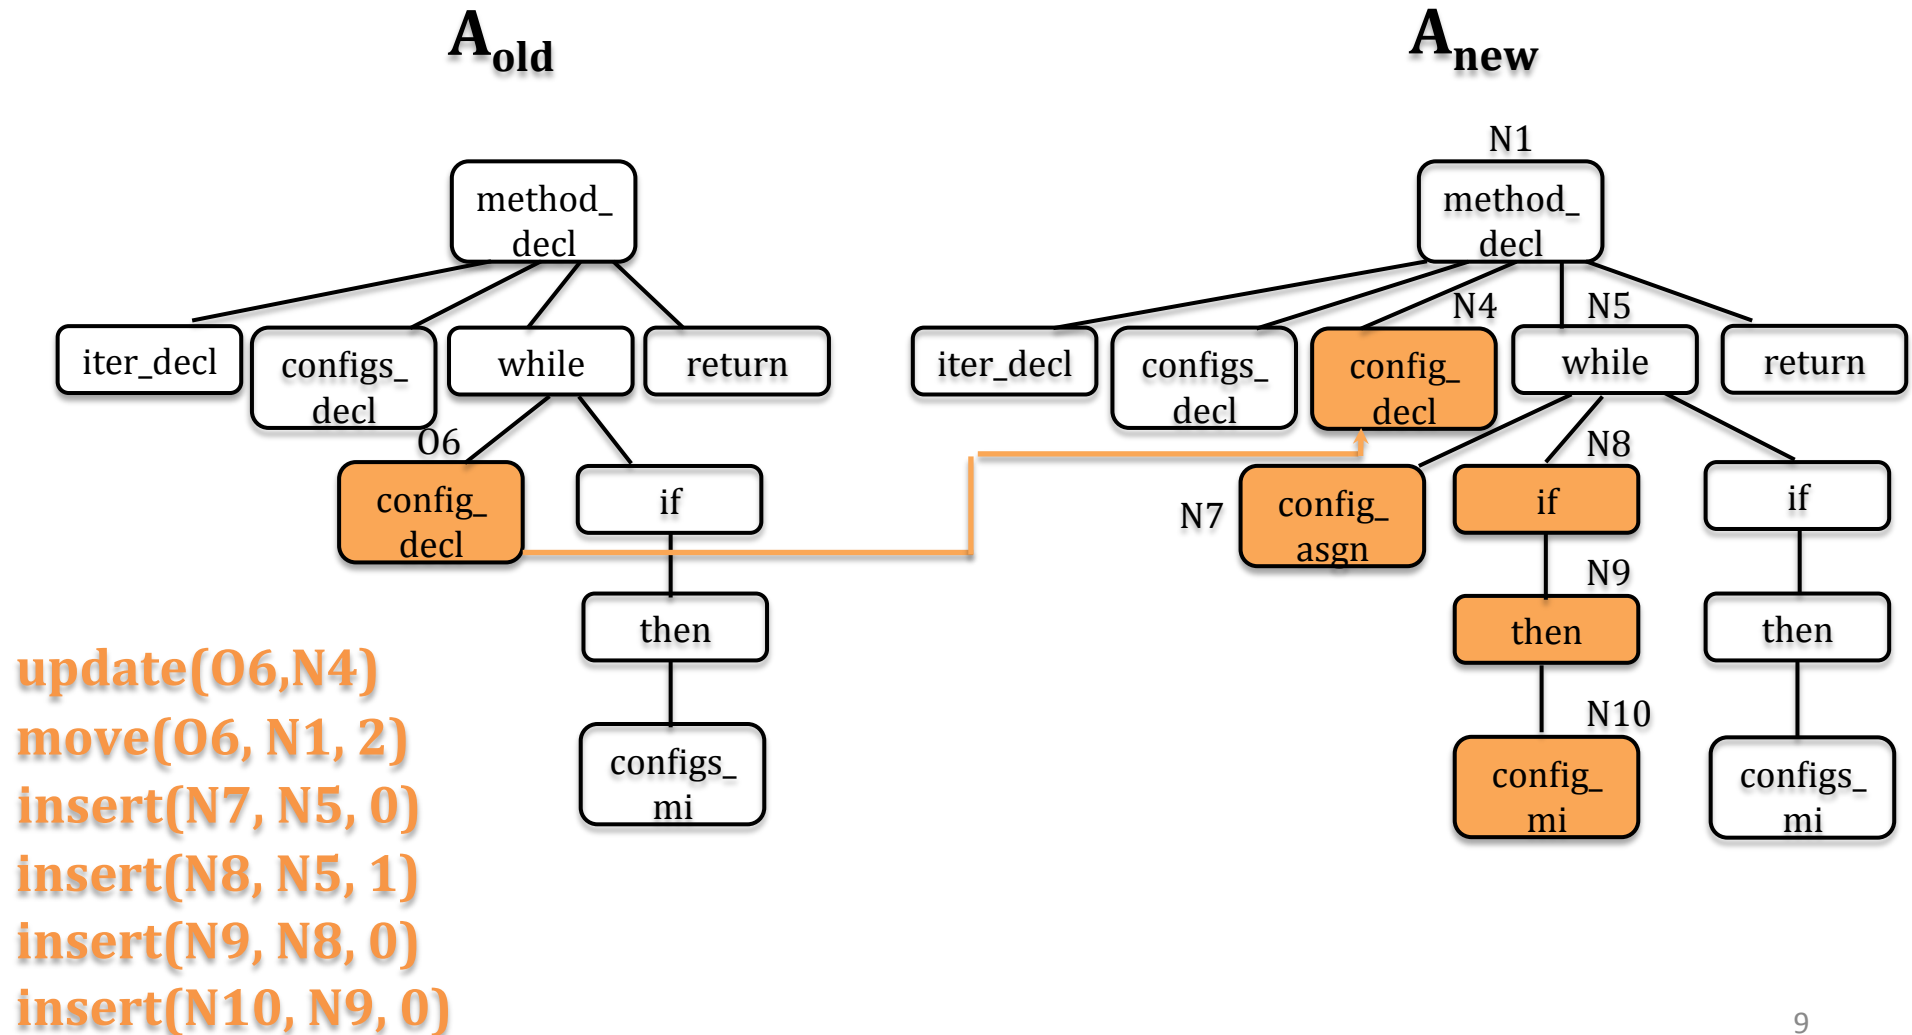 A_old
A_new
N1
method_
decl
method_
decl
N4
N5
iter_decl
configs_
decl
while
return
iter_decl
configs_
decl
config_
decl
while
return
O6
N8
config_
decl
if
N7
config_
asgn
if
if
N9
then
then
then
N10
configs_
mi
config_
mi
configs_
mi
update(O6,N4)
move(O6, N1, 2)
insert(N7, N5, 0)
insert(N8, N5, 1)
insert(N9, N8, 0)
insert(N10, N9, 0)
9